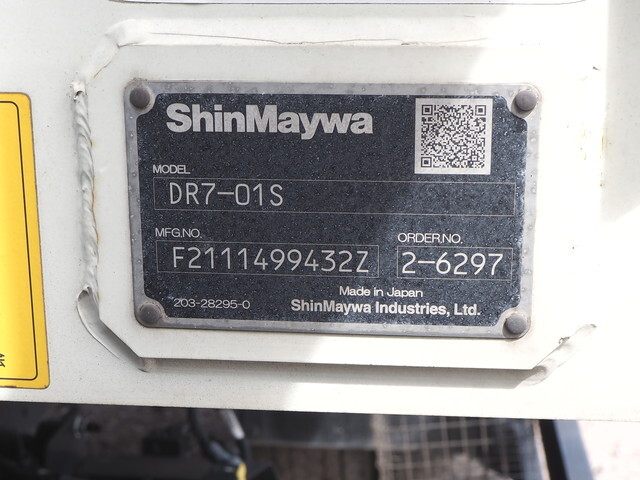 ShinMaywa
MODEL
DR7-01S
MFG.NO.
F2111499432Z
ORDER.NO.
2-6297
203-28295-0
Made in Japan
ShinMaywa Industries, Ltd.